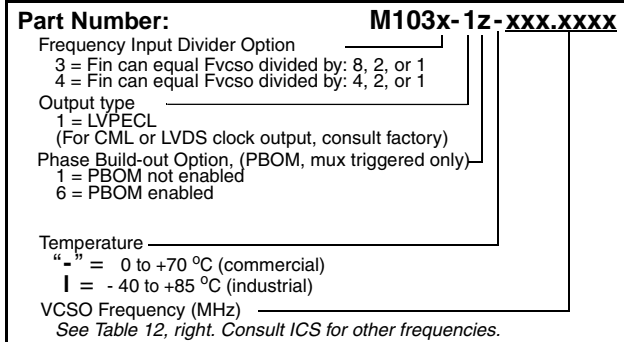 Part Number: M103x-1z-xxx.xxxx
Frequency Input Divider Option
3 = Fin can equal Fvcso divided by: 8, 2, or 1
4 = Fin can equal Fvcso divided by: 4, 2, or 1
Output type
1 = LVPECL
(For CML or LVDS clock output, consult factory)
Phase Build-out Option, (PBOM, mux triggered only)
1 = PBOM not enabled
6 = PBOM enabled
Temperature
“-” = 0 to +70 ºC (commercial)
I = - 40 to +85 ºC (industrial)
VCSO Frequency (MHz)
See Table 12, right. Consult ICS for other frequencies.